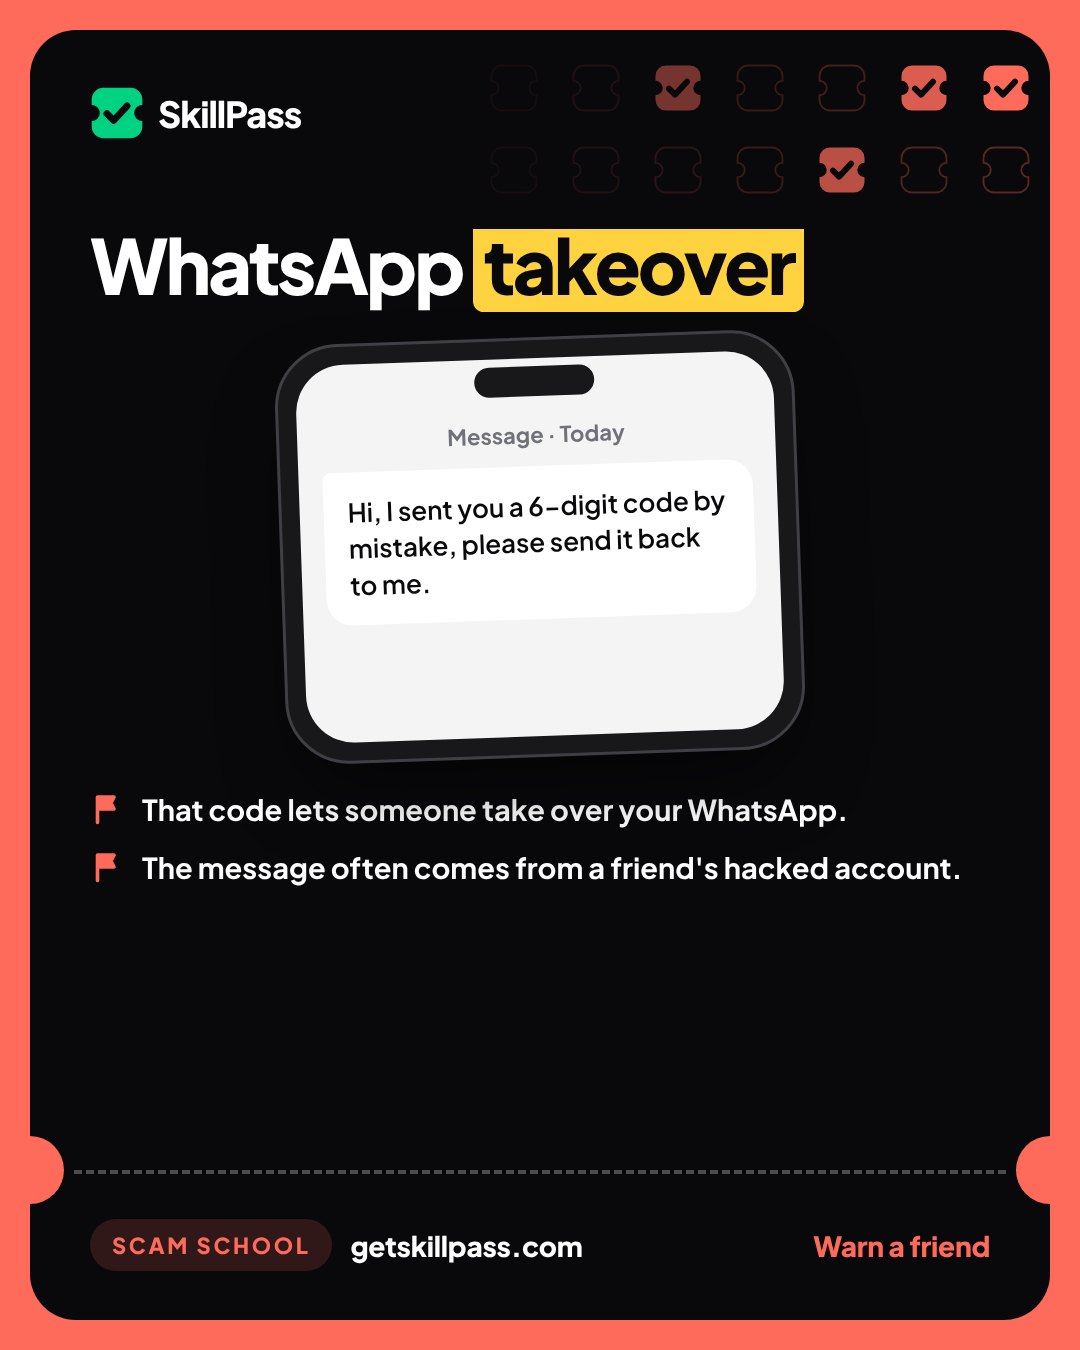 SkillPass
WhatsApp takeover
Message · Today
Hi, I sent you a 6-digit code by
mistake, please send it back
to me.
That code lets someone take over your WhatsApp.
The message often comes from a friend's hacked account.
SCAM SCHOOL
getskillpass.com
Warn a friend